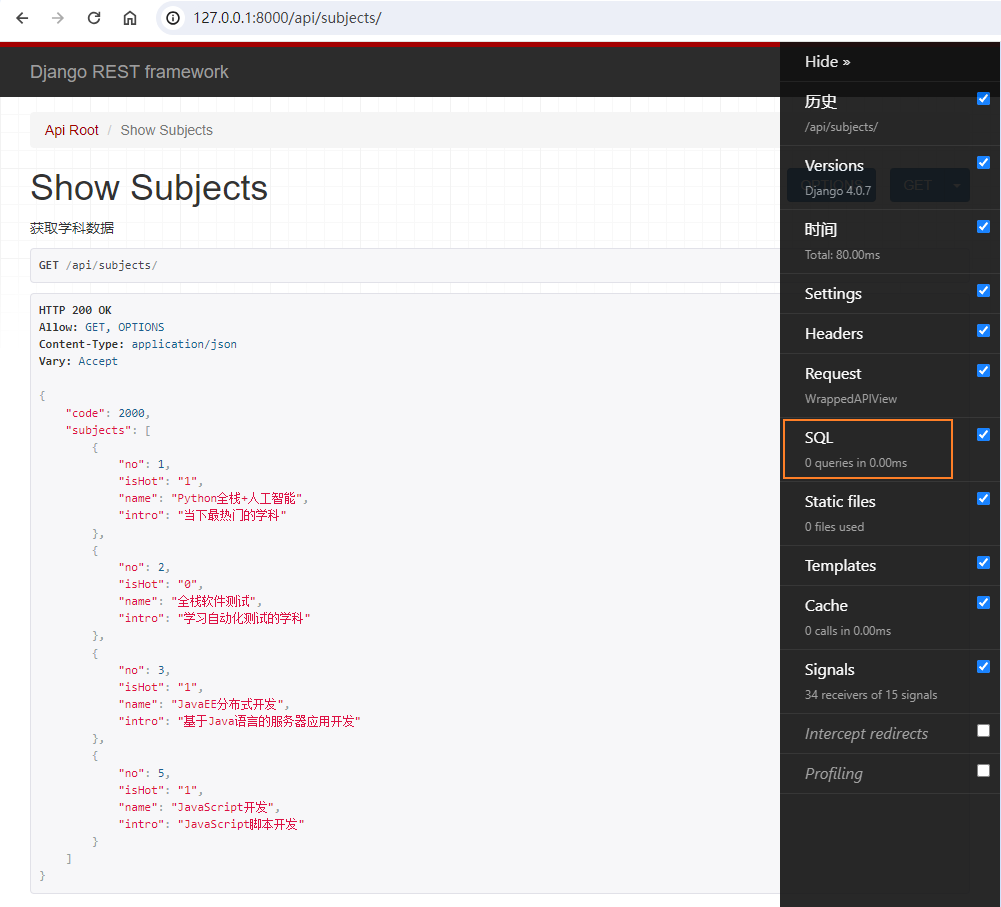 127.0.0.1:8000/api/subjects/
Django REST framework
Api Root / Show Subjects
Show Subjects
获取学科数据
GET /api/subjects/
HTTP 200 OK
Allow: GET, OPTIONS
Content-Type: application/json
Vary: Accept
{
"code": 2000,
"subjects": [
{
"no": 1,
"isHot": "1",
"name": "Python全栈+人工智能",
"intro": "当下最热门的学科"
},
{
"no": 2,
"isHot": "0",
"name": "全栈软件测试",
"intro": "学习自动化测试的学科"
},
{
"no": 3,
"isHot": "1",
"name": "JavaEE分布式开发",
"intro": "基于Java语言的服务器应用开发"
},
{
"no": 5,
"isHot": "1",
"name": "JavaScript开发",
"intro": "JavaScript脚本开发"
}
]
}
Hide »
历史
/api/subjects/
Versions
Django 4.0.7
OPTIONS
GET
时间
Total: 80.00ms
Settings
Headers
Request
WrappedAPIView
SQL
0 queries in 0.00ms
Static files
0 files used
Templates
Cache
0 calls in 0.00ms
Signals
34 receivers of 15 signals
Intercept redirects
Profiling